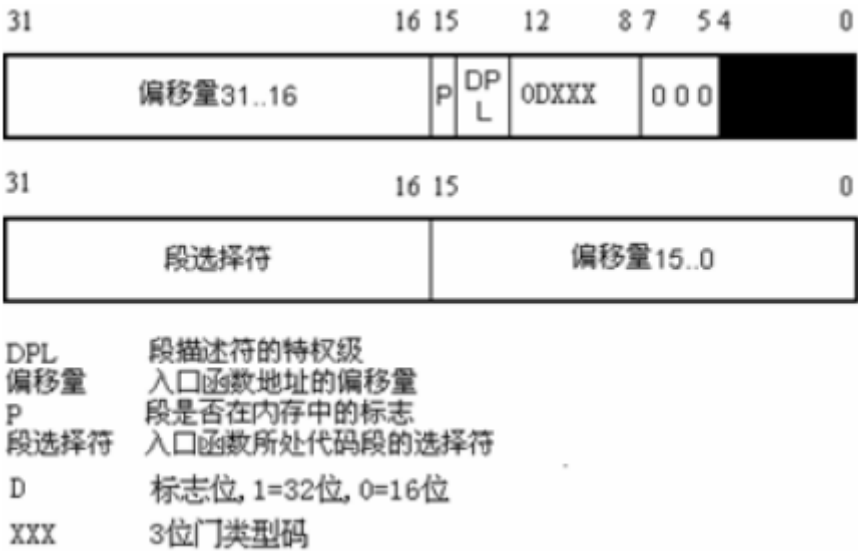 31 16 15 12 8 7 5 4 0
偏移量31..16 P DP L 0DXXX 0 0 0
31 16 15 0
段选择符 偏移量15..0
DPL 段描述符的特权级
偏移量 入口函数地址的偏移量
P 段是否在内存中的标志
段选择符 入口函数所处代码段的选择符
D 标志位,1=32位,0=16位
XXX 3位门类型码